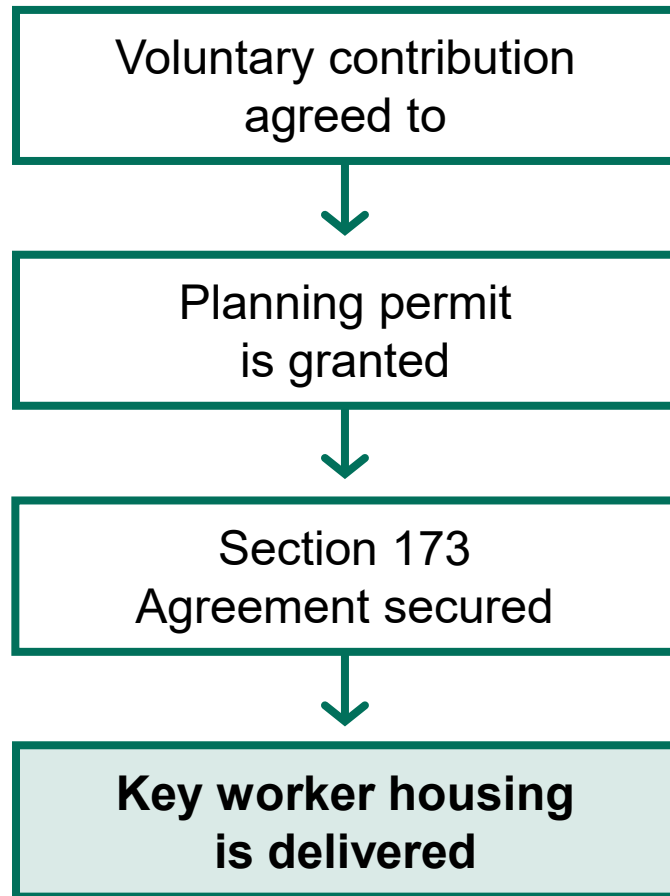 Voluntary contribution
agreed to
Planning permit
is granted
Section 173
Agreement secured
Key worker housing
is delivered